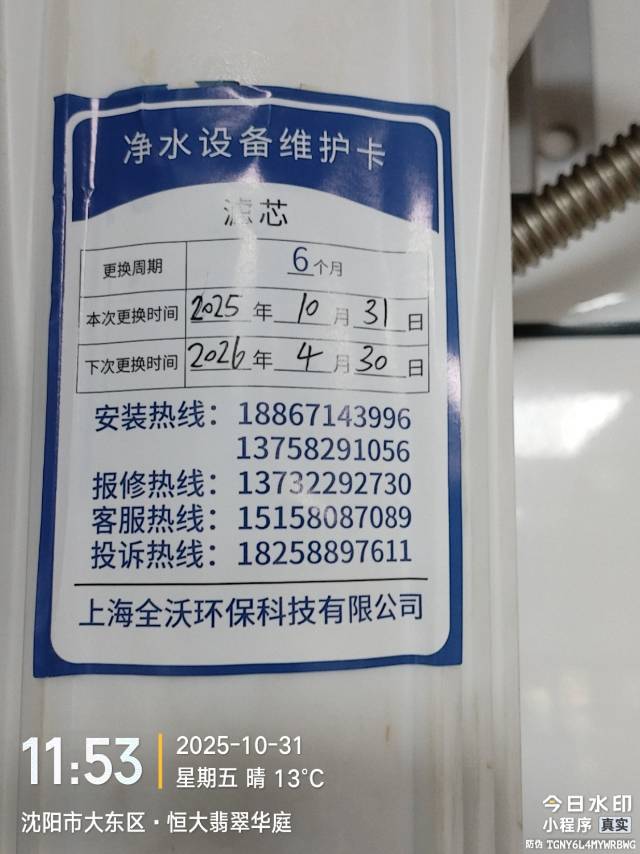 净水设备维护卡
滤芯
更换周期 6个月
本次更换时间 2025年10月31日
下次更换时间 2026年4月30日
安装热线：18867143996
13758291056
报修热线：13732292730
客服热线：15158087089
投诉热线：18258897611
上海全沃环保科技有限公司
11:53
2025-10-31
星期五 晴 13°C
沈阳市大东区·恒大翡翠华庭
今日水印
小程序 真实
防伪 TGNY6L4MYWRBWG